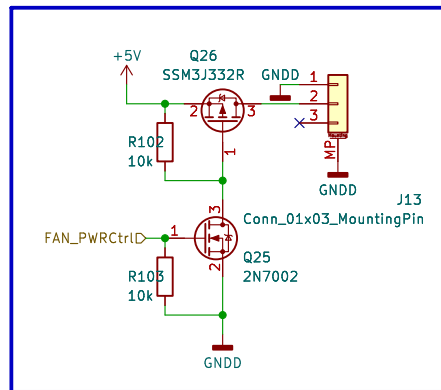 +5V
Q26
SSM3J332R
GNDD
1
2
3
2
3
1
R102
10k
MP
GNDD
J13
Conn_01x03_MountingPin
3
FAN_PWRCtrl
1
Q25
2N7002
2
R103
10k
GNDD